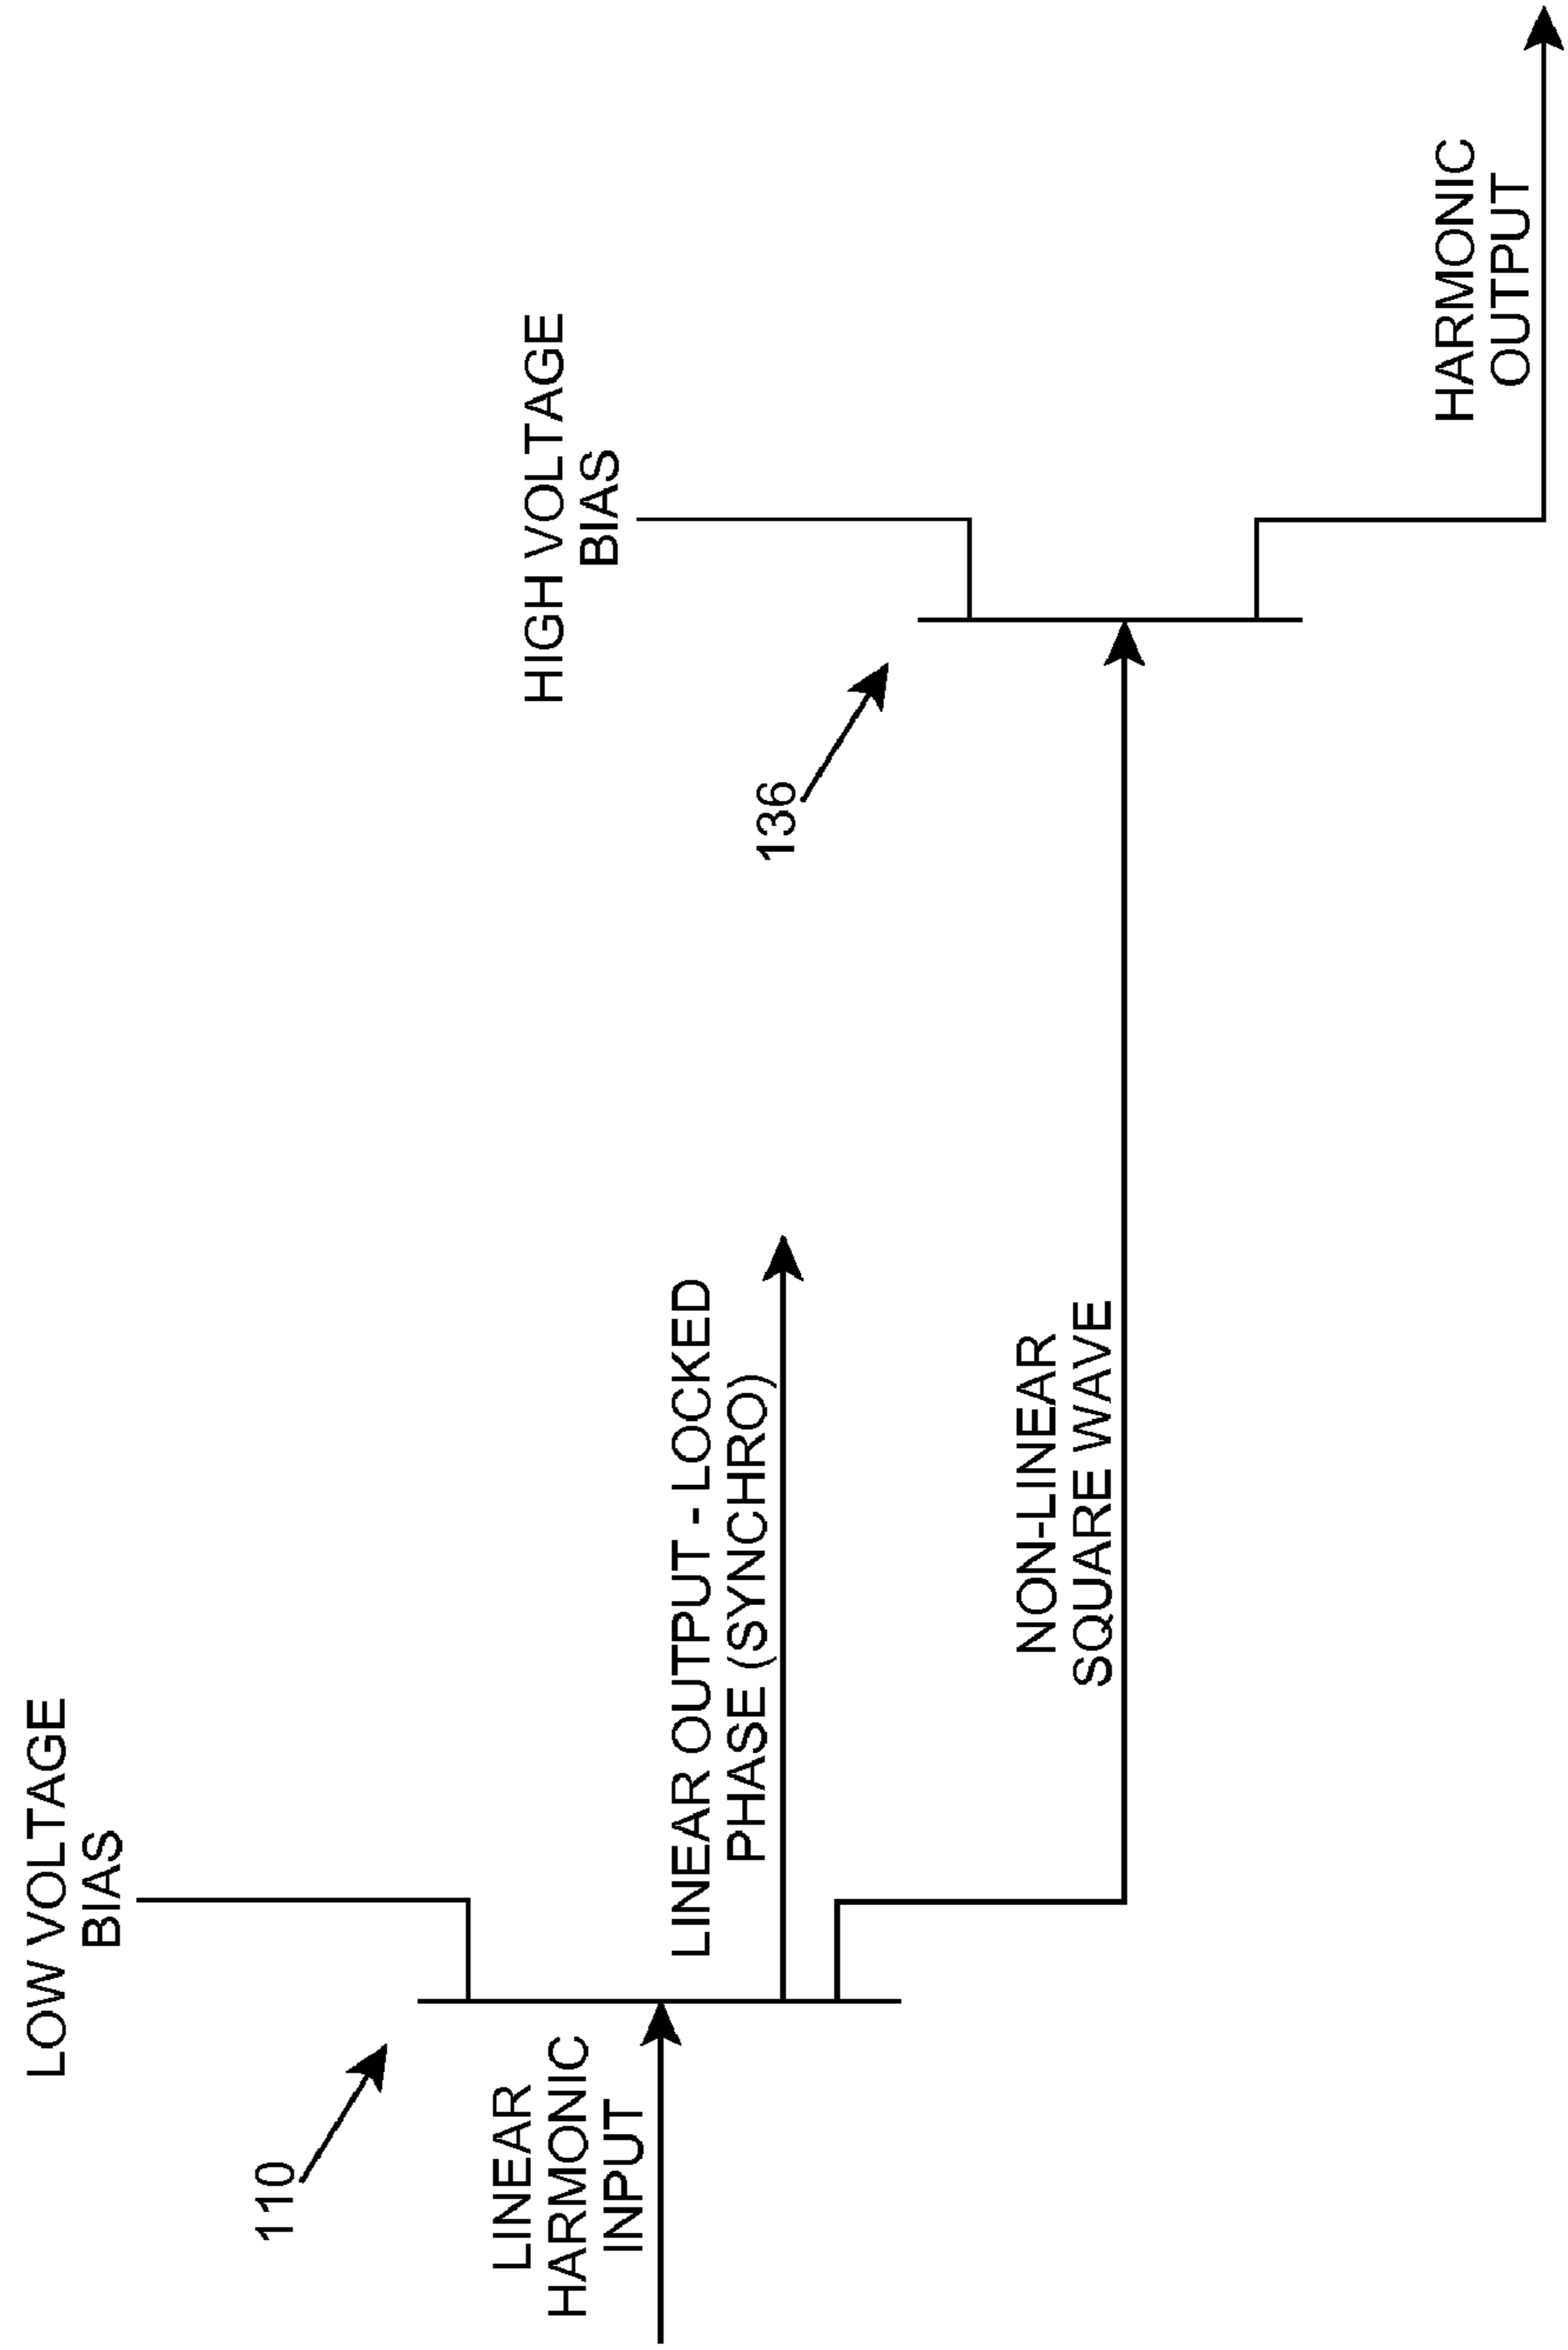 LOW VOLTAGE
BIAS
110
LINEAR
HARMONIC
INPUT
LINEAR OUTPUT - LOCKED
PHASE (SYNCHRO)
NON-LINEAR
SQUARE WAVE
HIGH VOLTAGE
BIAS
136
HARMONIC
OUTPUT